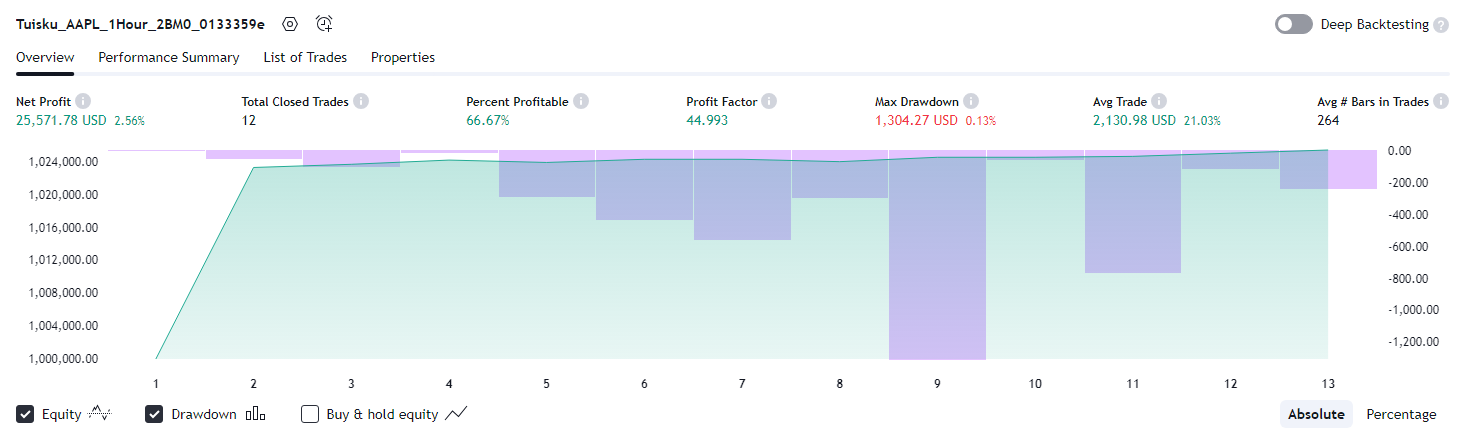 Tuisku_AAPL_1Hour_2BM0_0133359e Deep Backtesting ?
Overview Performance Summary List of Trades Properties
Net Profit Total Closed Trades Percent Profitable Profit Factor Max Drawdown Avg Trade Avg # Bars in Trades
25,571.78 USD 2.56% 12 66.67% 44.993 1,304.27 USD 0.13% 2,130.98 USD 21.03% 264
1,024,000.00
1,020,000.00
1,016,000.00
1,012,000.00
1,008,000.00
1,004,000.00
1,000,000.00
0.00
-200.00
-400.00
-600.00
-800.00
-1,000.00
-1,200.00
1 2 3 4 5 6 7 8 9 10 11 12 13
Equity Drawdown Buy & hold equity Absolute Percentage